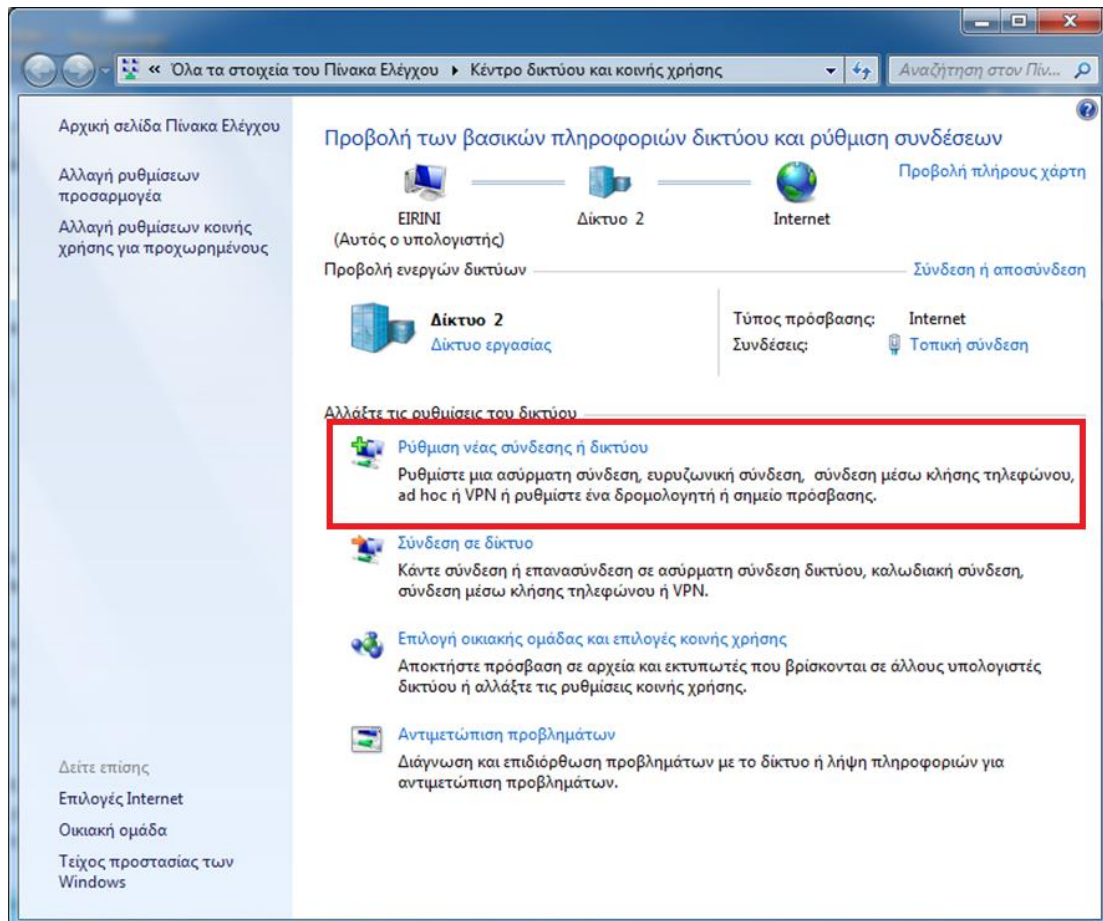 « Όλα τα στοιχεία του Πίνακα Ελέγχου ▸ Κέντρο δικτύου και κοινής χρήσης
Αναζήτηση στον Πίν...
Αρχική σελίδα Πίνακα Ελέγχου
Αλλαγή ρυθμίσεων
προσαρμογέα
Αλλαγή ρυθμίσεων κοινής
χρήσης για προχωρημένους
Προβολή των βασικών πληροφοριών δικτύου και ρύθμιση συνδέσεων
Προβολή πλήρους χάρτη
EIRINI
(Αυτός ο υπολογιστής)
Δίκτυο 2
Internet
Προβολή ενεργών δικτύων
Σύνδεση ή αποσύνδεση
Δίκτυο 2
Δίκτυο εργασίας
Τύπος πρόσβασης: Internet
Συνδέσεις: Τοπική σύνδεση
Αλλάξτε τις ρυθμίσεις του δικτύου
Ρύθμιση νέας σύνδεσης ή δικτύου
Ρυθμίστε μια ασύρματη σύνδεση, ευρυζωνική σύνδεση, σύνδεση μέσω κλήσης τηλεφώνου,
ad hoc ή VPN ή ρυθμίστε ένα δρομολογητή ή σημείο πρόσβασης.
Σύνδεση σε δίκτυο
Κάντε σύνδεση ή επανασύνδεση σε ασύρματη σύνδεση δικτύου, καλωδιακή σύνδεση,
σύνδεση μέσω κλήσης τηλεφώνου ή VPN.
Επιλογή οικιακής ομάδας και επιλογές κοινής χρήσης
Αποκτήστε πρόσβαση σε αρχεία και εκτυπωτές που βρίσκονται σε άλλους υπολογιστές
δικτύου ή αλλάξτε τις ρυθμίσεις κοινής χρήσης.
Αντιμετώπιση προβλημάτων
Διάγνωση και επιδιόρθωση προβλημάτων με το δίκτυο ή λήψη πληροφοριών για
αντιμετώπιση προβλημάτων.
Δείτε επίσης
Επιλογές Internet
Οικιακή ομάδα
Τείχος προστασίας των
Windows